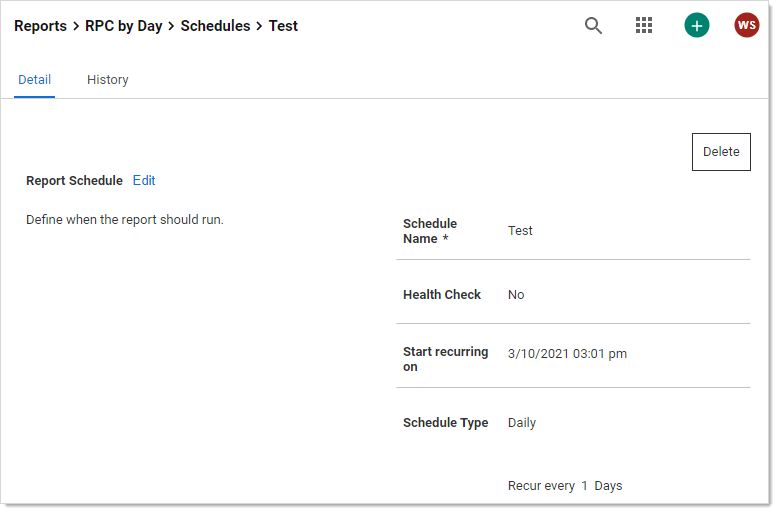 Reports > RPC by Day > Schedules > Test
+
WS
Detail
History
Delete
Report Schedule Edit
Define when the report should run.
Schedule
Name *
Test
Health Check
No
Start recurring
on
3/10/2021 03:01 pm
Schedule Type
Daily
Recur every 1 Days